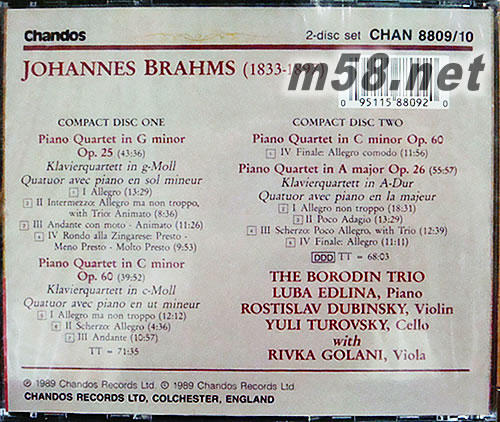 Chandos
2-disc set CHAN 8809/10
JOHANNES BRAHMS (1833-189
m58.net
0 95115 88092 0
COMPACT DISC ONE
Piano Quartet in G minor
Op. 25 (43:36)
Klavierquartett in g-Moll
Quatuor avec piano en sol mineur
1 I Allegro (13:29)
2 II Intermezzo: Allegro ma non troppo,
with Trio: Animato (8:36)
3 III Andante con moto - Animato (11:26)
4 IV Rondo alla Zingarese: Presto -
Meno Presto - Molto Presto (9:53)
Piano Quartet in C minor
Op. 60 (39:52)
Klavierquartett in c-Moll
Quatuor avec piano en ut mineur
5 I Allegro ma non troppo (12:12)
6 II Scherzo: Allegro (4:36)
7 III Andante (10:57)
TT = 71:35
COMPACT DISC TWO
Piano Quartet in C minor Op. 60
1 IV Finale: Allegro comodo (11:56)
Piano Quartet in A major Op. 26 (55:57)
Klavierquartett in A-Dur
Quatuor avec piano en la majeur
2 I Allegro non troppo (18:31)
3 II Poco Adagio (13:29)
4 III Scherzo: Poco Allegro, with Trio (12:39)
5 IV Finale: Allegro (11:11)
DDD TT = 68:03
THE BORODIN TRIO
LUBA EDLINA, Piano
ROSTISLAV DUBINSKY, Violin
YULI TUROVSKY, Cello
with
RIVKA GOLANI, Viola
℗ 1989 Chandos Records Ltd. © 1989 Chandos Records Ltd.
CHANDOS RECORDS LTD, COLCHESTER, ENGLAND